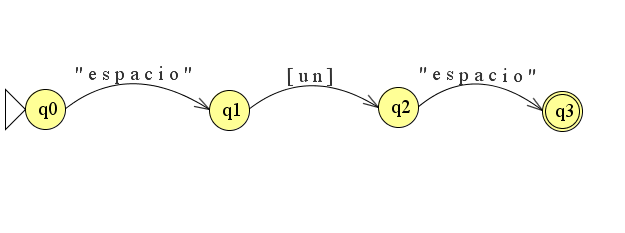 "espacio" [un] "espacio"
q0 q1 q2 q3